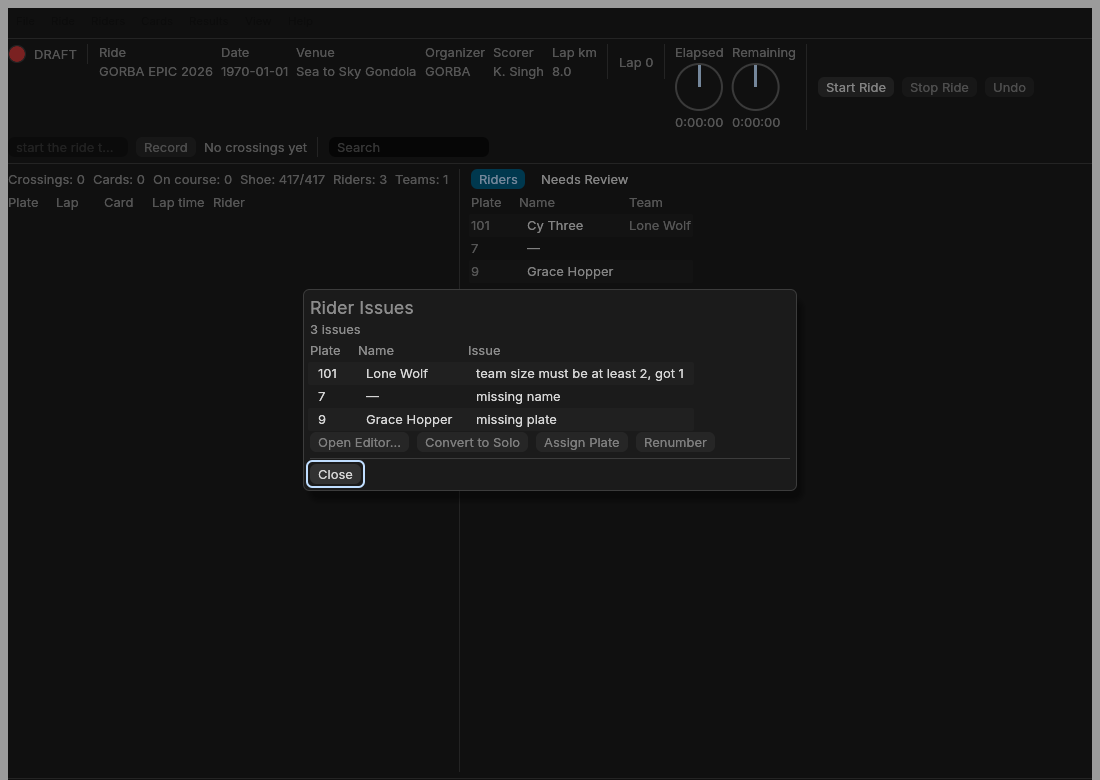 DRAFT
Ride Date Venue Organizer Scorer Lap km
GORBA EPIC 2026 1970-01-01 Sea to Sky Gondola GORBA K. Singh 8.0
Lap 0
Elapsed Remaining
0:00:00 0:00:00
Start Ride Stop Ride Undo
start the ride t... Record No crossings yet Search
Crossings: 0 Cards: 0 On course: 0 Shoe: 417/417 Riders: 3 Teams: 1
Plate Lap Card Lap time Rider
Riders Needs Review
Plate Name Team
101 Cy Three Lone Wolf
7 —
9 Grace Hopper
Rider Issues
3 issues
Plate Name Issue
101 Lone Wolf team size must be at least 2, got 1
7 — missing name
9 Grace Hopper missing plate
Open Editor... Convert to Solo Assign Plate Renumber
Close